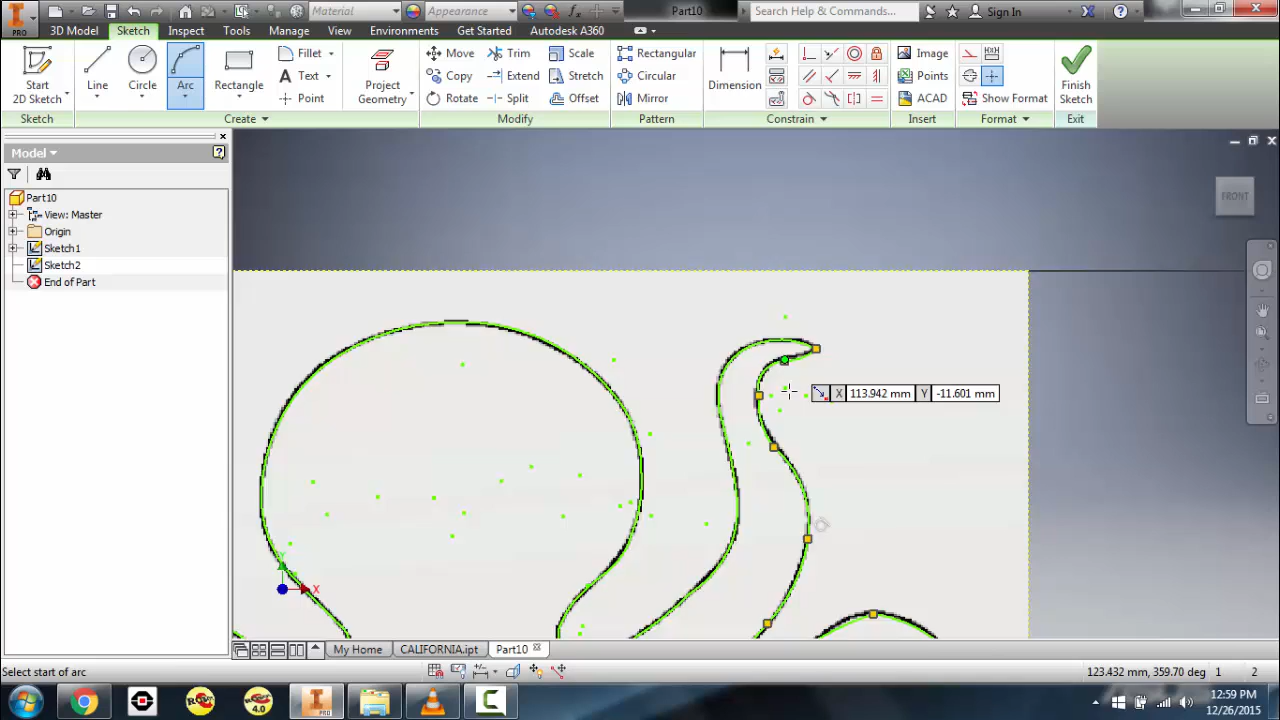 Material
Appearance
Part10
Search Help & Commands...
Sign In
PRO
3D Model
Sketch
Inspect
Tools
Manage
View
Environments
Get Started
Autodesk A360
Start
2D Sketch
Line
Circle
Arc
Rectangle
Fillet
Text
Point
Project
Geometry
Move
Copy
Rotate
Trim
Extend
Split
Scale
Stretch
Offset
Rectangular
Circular
Mirror
Dimension
Image
Points
ACAD
Show Format
Finish
Sketch
Sketch
Create
Modify
Pattern
Constrain
Insert
Format
Exit
Model
Part10
View: Master
Origin
Sketch1
Sketch2
End of Part
FRONT
X 113.942 mm Y -11.601 mm
Y
X
My Home
CALIFORNIA.ipt
Part10
Select start of arc
123.432 mm, 359.70 deg 1 2
4.0
PRO
12:59 PM
12/26/2015